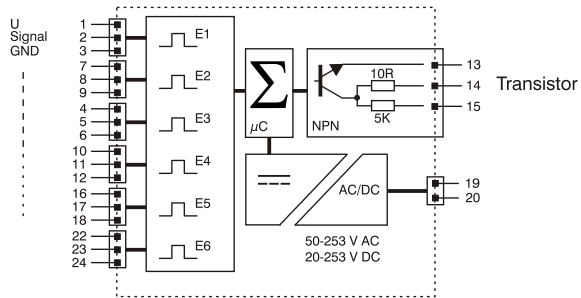 U 1
Signal 2
GND 3
7
8
9
4
5
6
10
11
12
16
17
18
22
23
24
E1
E2
E3
E4
E5
E6
Σ
µC
NPN
10R
5K
13
14
15
Transistor
AC/DC
19
20
50-253 V AC
20-253 V DC